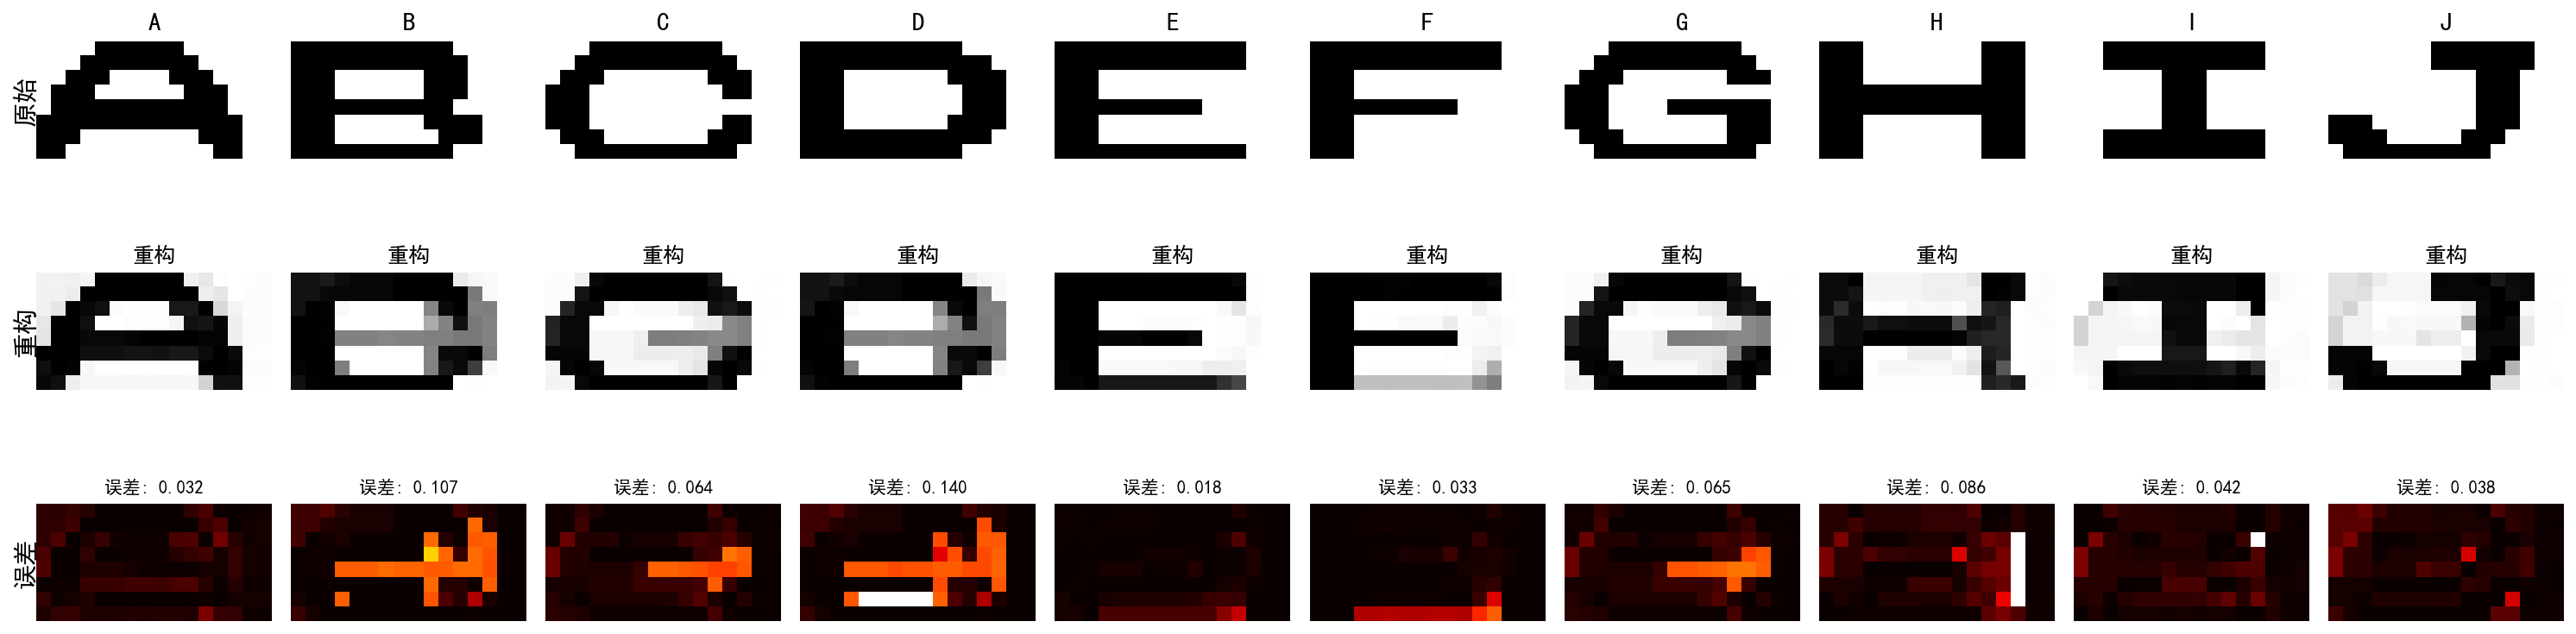 A B C D E F G H I J
原始
重构 重构 重构 重构 重构 重构 重构 重构 重构 重构
重构
误差: 0.032 误差: 0.107 误差: 0.064 误差: 0.140 误差: 0.018 误差: 0.033 误差: 0.065 误差: 0.086 误差: 0.042 误差: 0.038
误差